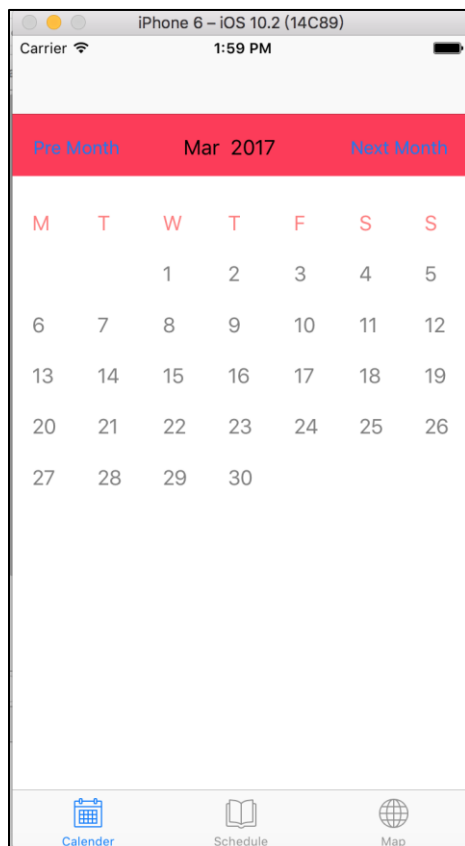 iPhone 6 – iOS 10.2 (14C89)
Carrier 1:59 PM
Pre Month Mar 2017 Next Month
M T W T F S S
1 2 3 4 5
6 7 8 9 10 11 12
13 14 15 16 17 18 19
20 21 22 23 24 25 26
27 28 29 30
Calender Schedule Map